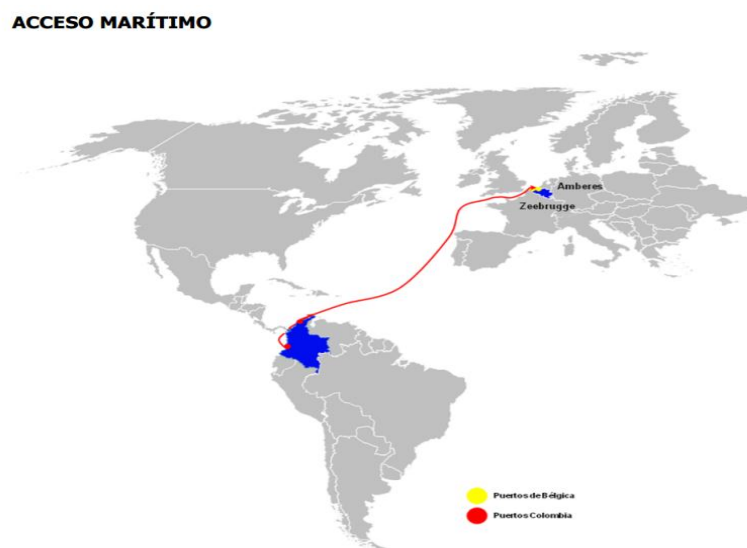 ACCESO MARÍTIMO
Amberes
Zeebrugge
Puertos de Bélgica
Puertos Colombia